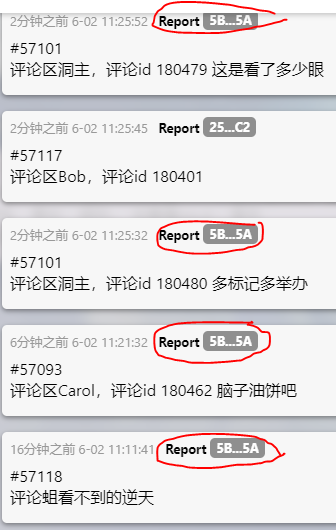 2分钟之前 6-02 11:25:52 Report 5B...5A
#57101
评论区洞主，评论id 180479 这是看了多少眼
2分钟之前 6-02 11:25:45 Report 25...C2
#57117
评论区Bob，评论id 180401
2分钟之前 6-02 11:25:32 Report 5B...5A
#57101
评论区洞主，评论id 180480 多标记多举办
6分钟之前 6-02 11:21:32 Report 5B...5A
#57093
评论区Carol，评论id 180462 脑子油饼吧
16分钟之前 6-02 11:11:41 Report 5B...5A
#57118
评论蛆看不到的逆天